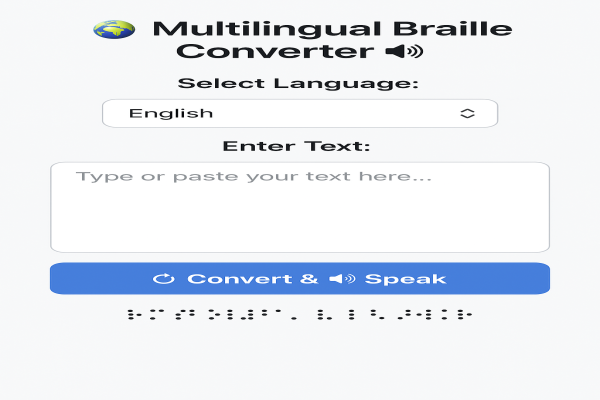 Multilingual Braille
Converter
Select Language:
English
Enter Text:
Type or paste your text here...
Convert & Speak